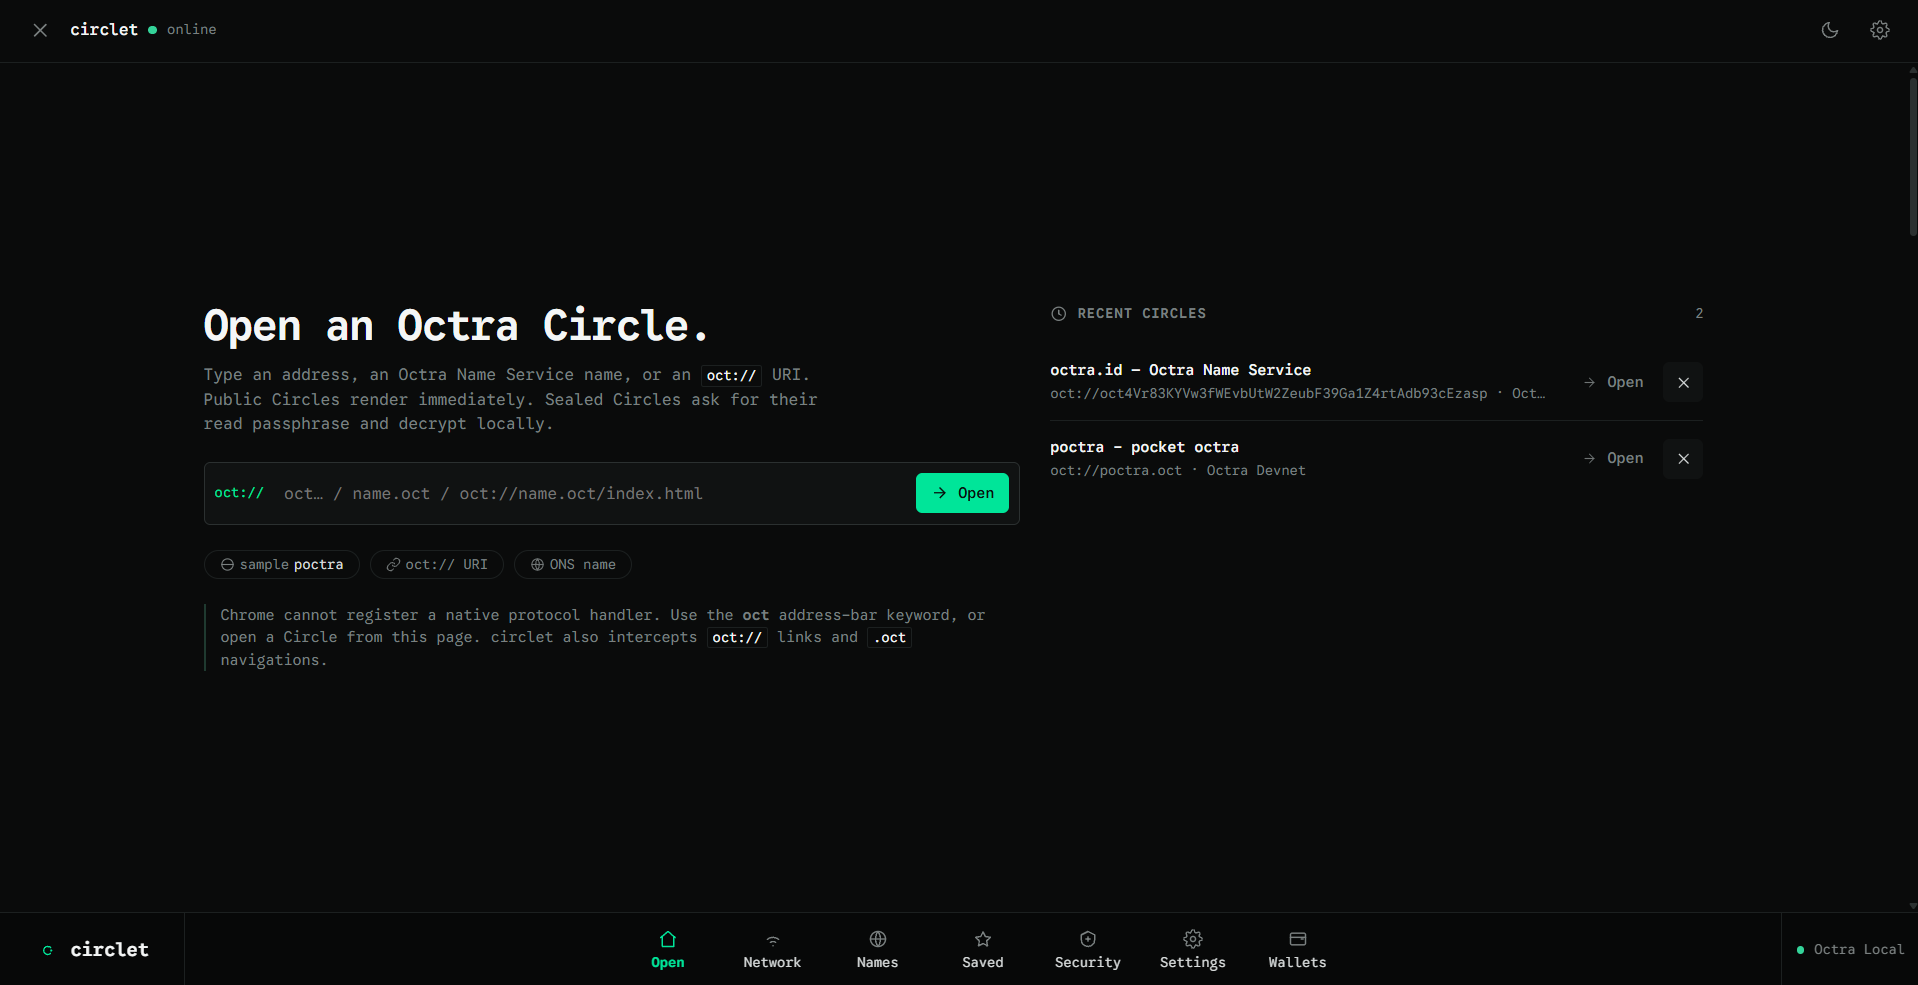 circlet
online
Open an Octra Circle.
Type an address, an Octra Name Service name, or an oct:// URI.
Public Circles render immediately. Sealed Circles ask for their
read passphrase and decrypt locally.
oct:// oct… / name.oct / oct://name.oct/index.html
Open
sample poctra
oct:// URI
ONS name
Chrome cannot register a native protocol handler. Use the oct address-bar keyword, or
open a Circle from this page. circlet also intercepts oct:// links and .oct
navigations.
RECENT CIRCLES
2
octra.id — Octra Name Service
oct://oct4Vr83KYVw3fWEvbUtW2ZeubF39Ga1Z4rtAdb93cEzasp · Oct…
Open
poctra — pocket octra
oct://poctra.oct · Octra Devnet
Open
circlet
Open
Network
Names
Saved
Security
Settings
Wallets
Octra Local